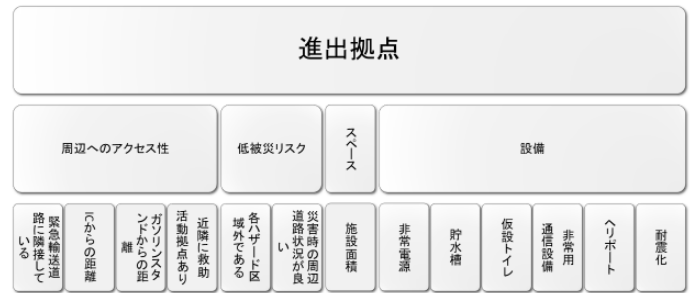 進出拠点
周辺へのアクセス性
低被災リスク
スペース
設備
緊急輸送道
路に隣接して
いる
ICからの距離
ガソリンスタ
ンドからの距
離
近隣に救助
活動拠点あり
各ハザード区
域外である
災害時の周辺
道路状況が良
い
施設面積
非常電源
貯水槽
仮設トイレ
非常用
通信設備
ヘリポート
耐震化